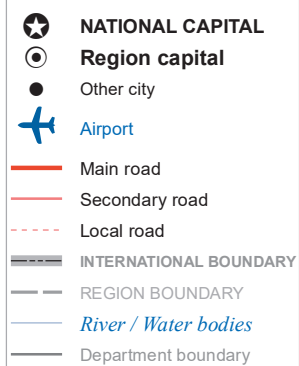 NATIONAL CAPITAL
Region capital
Other city
Airport
Main road
Secondary road
Local road
INTERNATIONAL BOUNDARY
REGION BOUNDARY
River / Water bodies
Department boundary